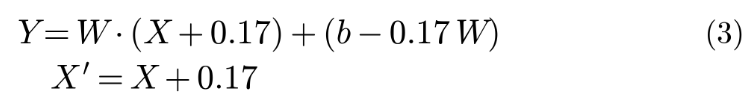 Y = W · (X + 0.17) + (b − 0.17 W) (3)
X′ = X + 0.17